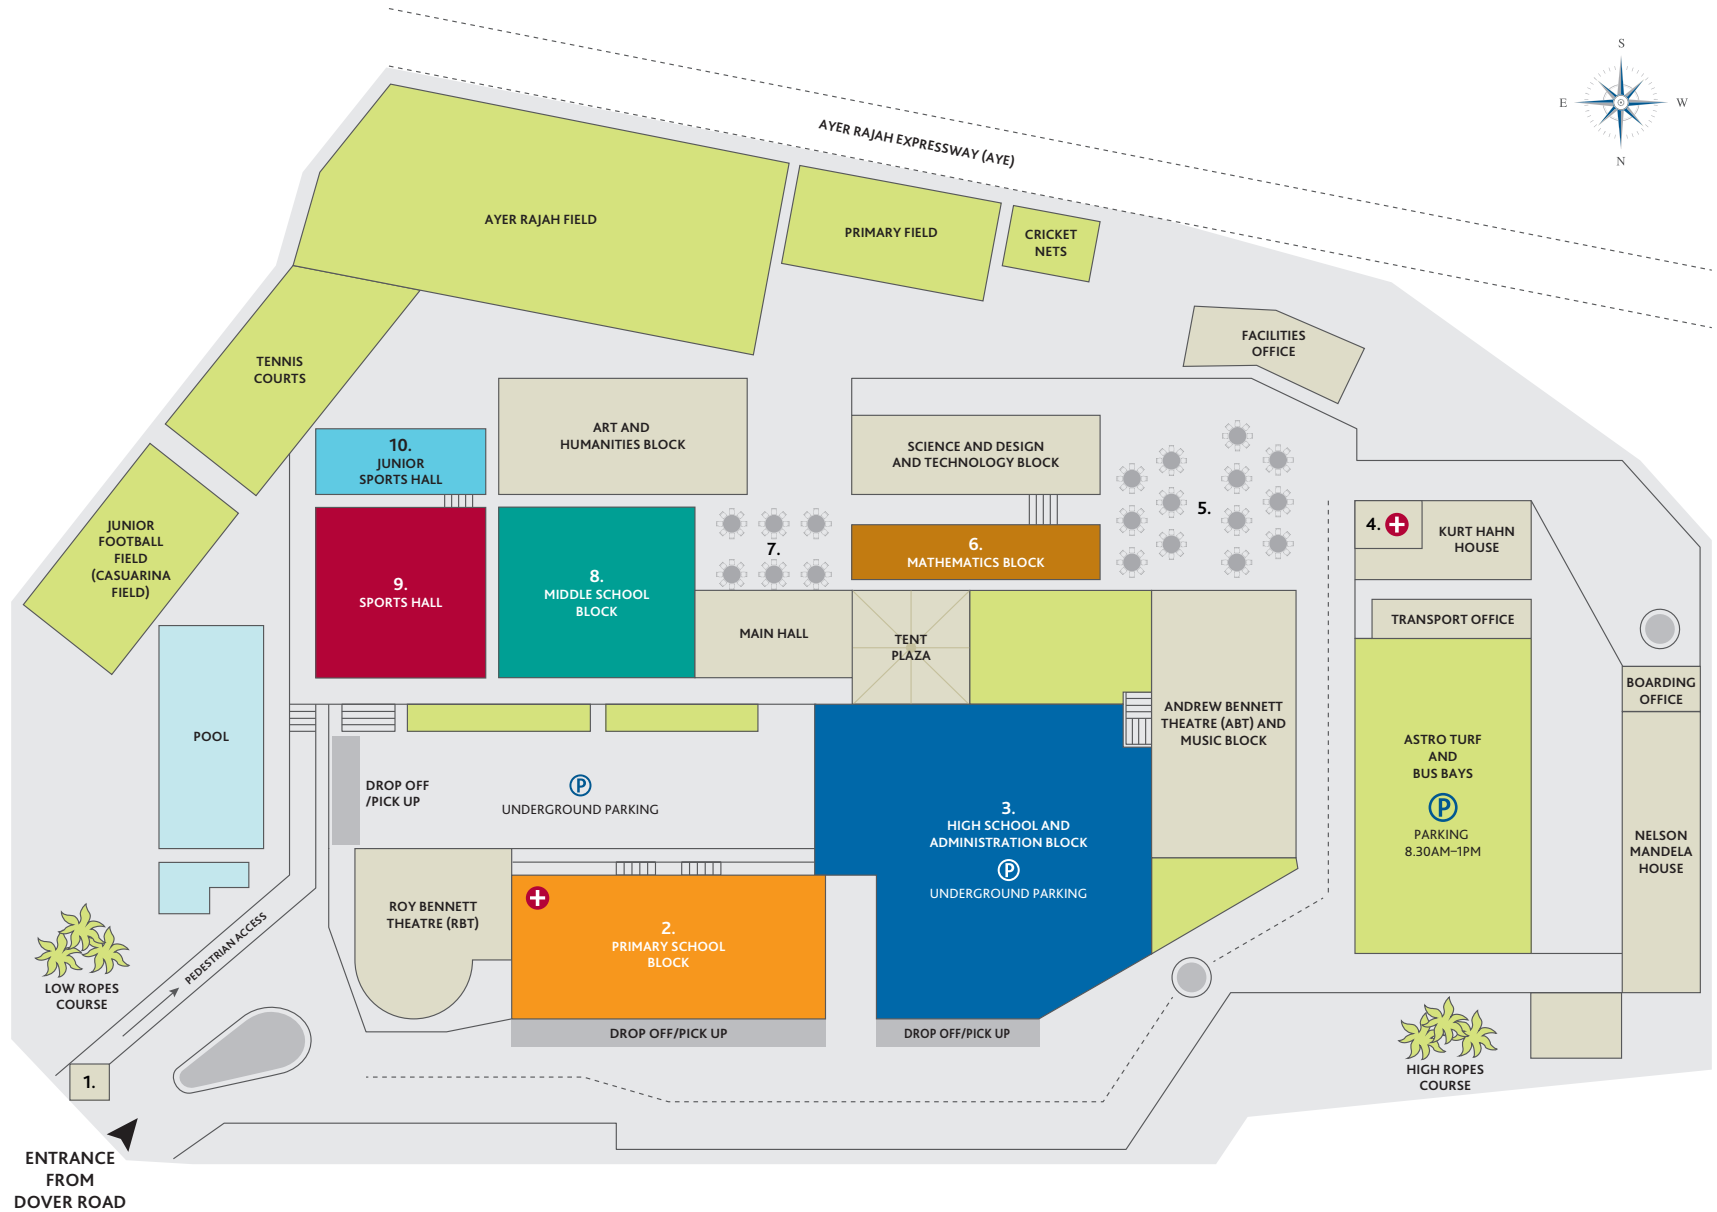 S
E
W
N
AYER RAJAH EXPRESSWAY (AYE)
AYER RAJAH FIELD
PRIMARY FIELD
CRICKET
NETS
TENNIS
COURTS
FACILITIES
OFFICE
ART AND
HUMANITIES BLOCK
10.
JUNIOR
SPORTS HALL
SCIENCE AND DESIGN
AND TECHNOLOGY BLOCK
5.
4.
KURT HAHN
HOUSE
JUNIOR
FOOTBALL
FIELD
(CASUARINA
FIELD)
9.
SPORTS HALL
8.
MIDDLE SCHOOL
BLOCK
7.
6.
MATHEMATICS BLOCK
MAIN HALL
TENT
PLAZA
TRANSPORT OFFICE
BOARDING
OFFICE
POOL
ANDREW BENNETT
THEATRE (ABT) AND
MUSIC BLOCK
ASTRO TURF
AND
BUS BAYS
P
PARKING
8.30AM–1PM
DROP OFF
/PICK UP
P
UNDERGROUND PARKING
3.
HIGH SCHOOL AND
ADMINISTRATION BLOCK
P
UNDERGROUND PARKING
NELSON
MANDELA
HOUSE
ROY BENNETT
THEATRE (RBT)
2.
PRIMARY SCHOOL
BLOCK
PEDESTRIAN ACCESS
LOW ROPES
COURSE
DROP OFF/PICK UP
DROP OFF/PICK UP
HIGH ROPES
COURSE
1.
ENTRANCE
FROM
DOVER ROAD